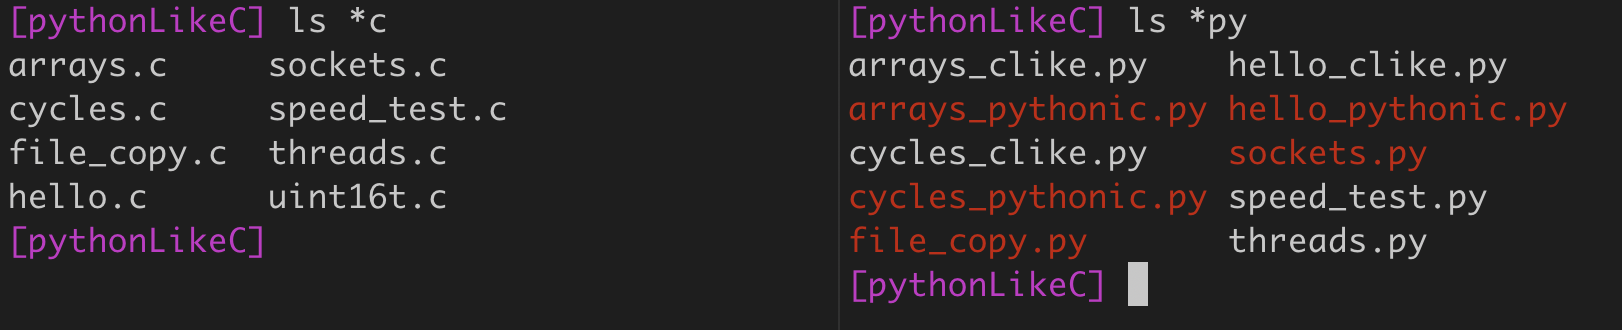 [pythonLikeC] ls *c
arrays.c     sockets.c
cycles.c     speed_test.c
file_copy.c  threads.c
hello.c      uint16t.c
[pythonLikeC]
[pythonLikeC] ls *py
arrays_clike.py    hello_clike.py
arrays_pythonic.py hello_pythonic.py
cycles_clike.py    sockets.py
cycles_pythonic.py speed_test.py
file_copy.py       threads.py
[pythonLikeC]